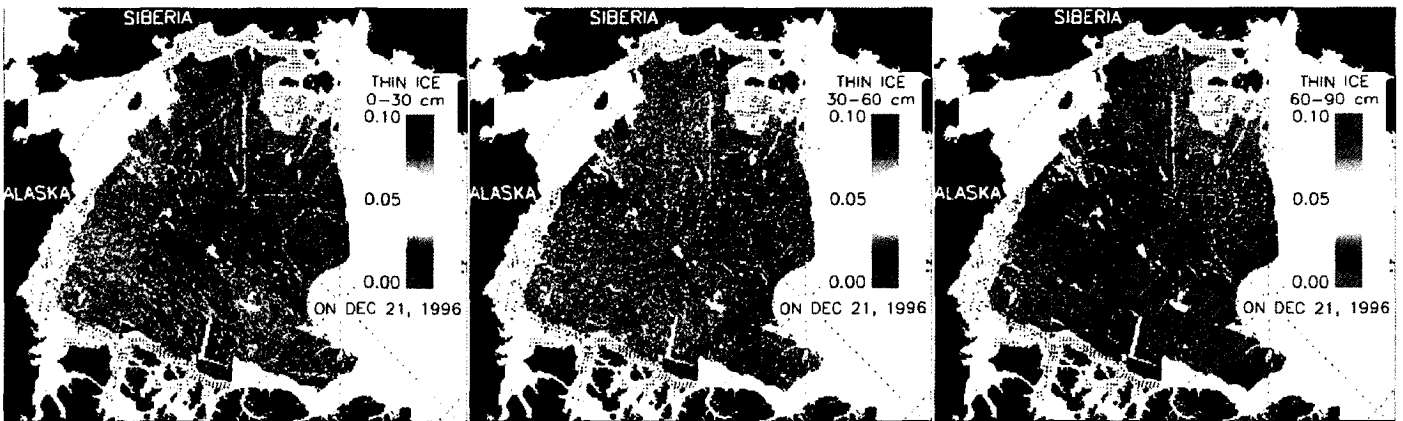 SIBERIA
THIN ICE
0-30 cm
0.10
ALASKA
0.05
0.00
ON DEC 21, 1996
SIBERIA
THIN ICE
30-60 cm
0.10
ALASKA
0.05
0.00
ON DEC 21, 1996
SIBERIA
THIN ICE
60-90 cm
0.10
ALASKA
0.05
0.00
ON DEC 21, 1996